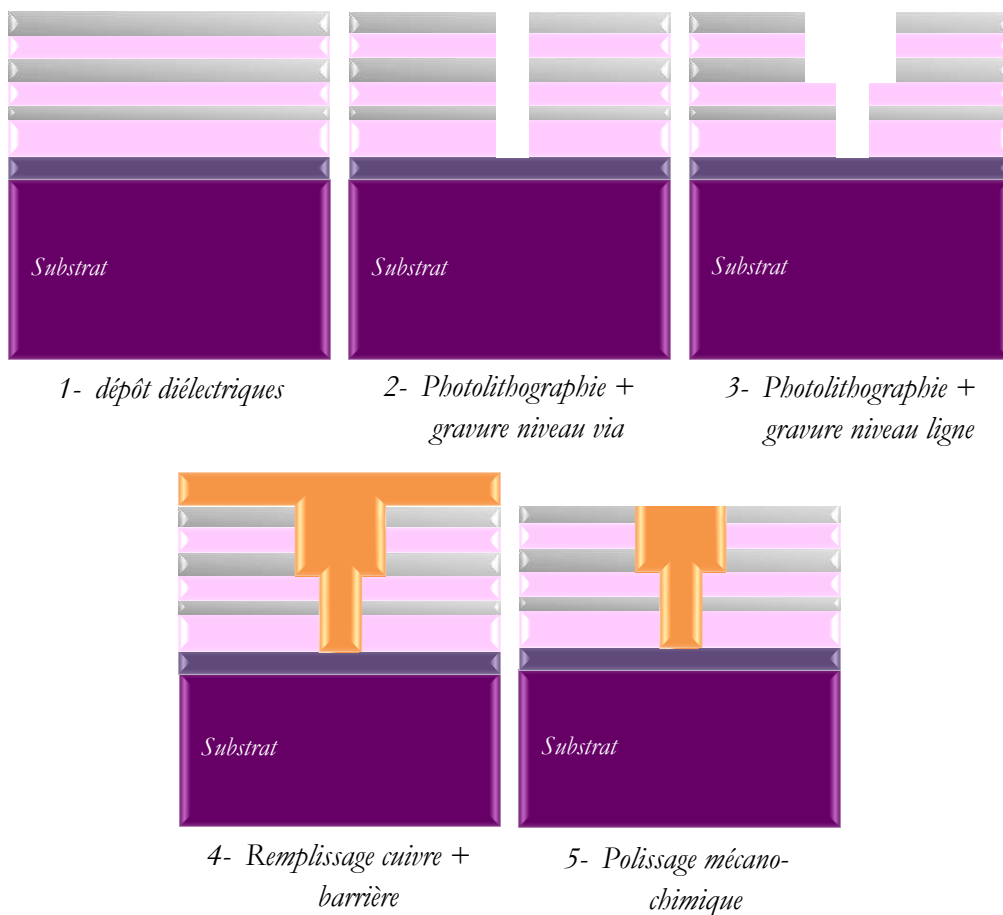 Substrat
Substrat
Substrat
1- dépôt diélectriques
2- Photolithographie +
gravure niveau via
3- Photolithographie +
gravure niveau ligne
Substrat
Substrat
4- Remplissage cuivre +
barrière
5- Polissage mécano-
chimique